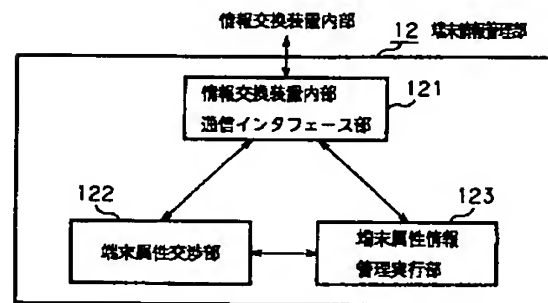 情報交換装置内部
12 端末情報管理部
情報交換装置内部
通信インタフェース部
121
122
端末属性交渉部
123
端末属性情報
管理実行部